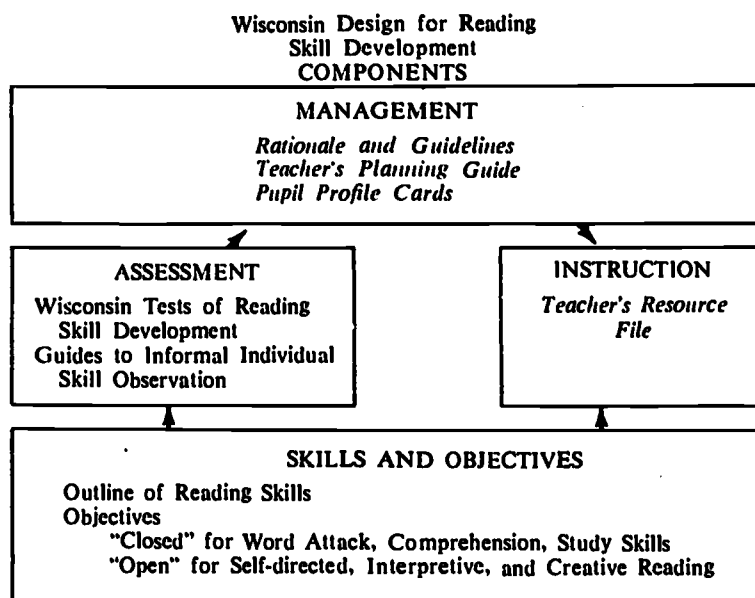 Wisconsin Design for Reading
Skill Development
COMPONENTS
MANAGEMENT
Rationale and Guidelines
Teacher's Planning Guide
Pupil Profile Cards
ASSESSMENT
Wisconsin Tests of Reading
Skill Development
Guides to Informal Individual
Skill Observation
INSTRUCTION
Teacher's Resource
File
SKILLS AND OBJECTIVES
Outline of Reading Skills
Objectives
"Closed" for Word Attack, Comprehension, Study Skills
"Open" for Self-directed, Interpretive, and Creative Reading